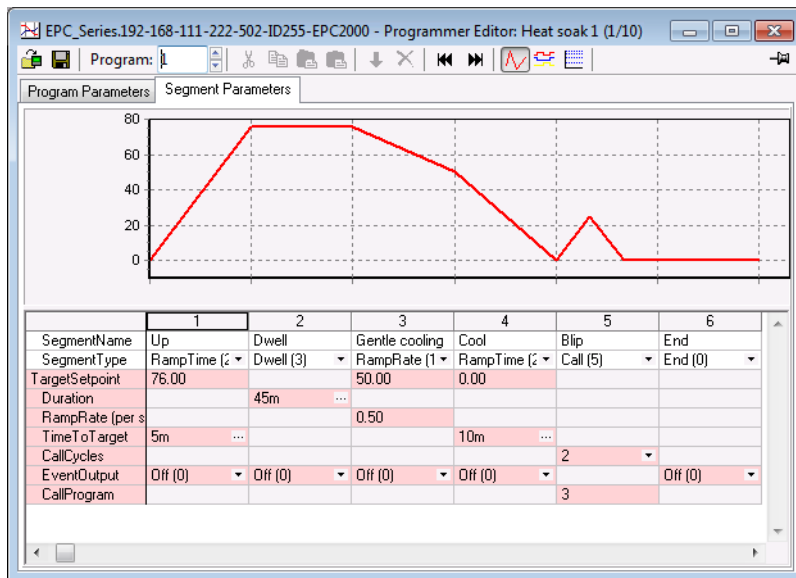 EPC_Series.192-168-111-222-502-ID255-EPC2000 - Programmer Editor: Heat soak 1 (1/10)
Program: 1
Program Parameters Segment Parameters
80
60
40
20
0
1 2 3 4 5 6
SegmentName Up Dwell Gentle cooling Cool Blip End
SegmentType RampTime (2 Dwell (3) RampRate (1 RampTime (2 Call (5) End (0)
TargetSetpoint 76.00 50.00 0.00
Duration 45m ...
RampRate (per s 0.50
TimeToTarget 5m ... 10m ...
CallCycles 2
EventOutput Off (0) Off (0) Off (0) Off (0) Off (0)
CallProgram 3